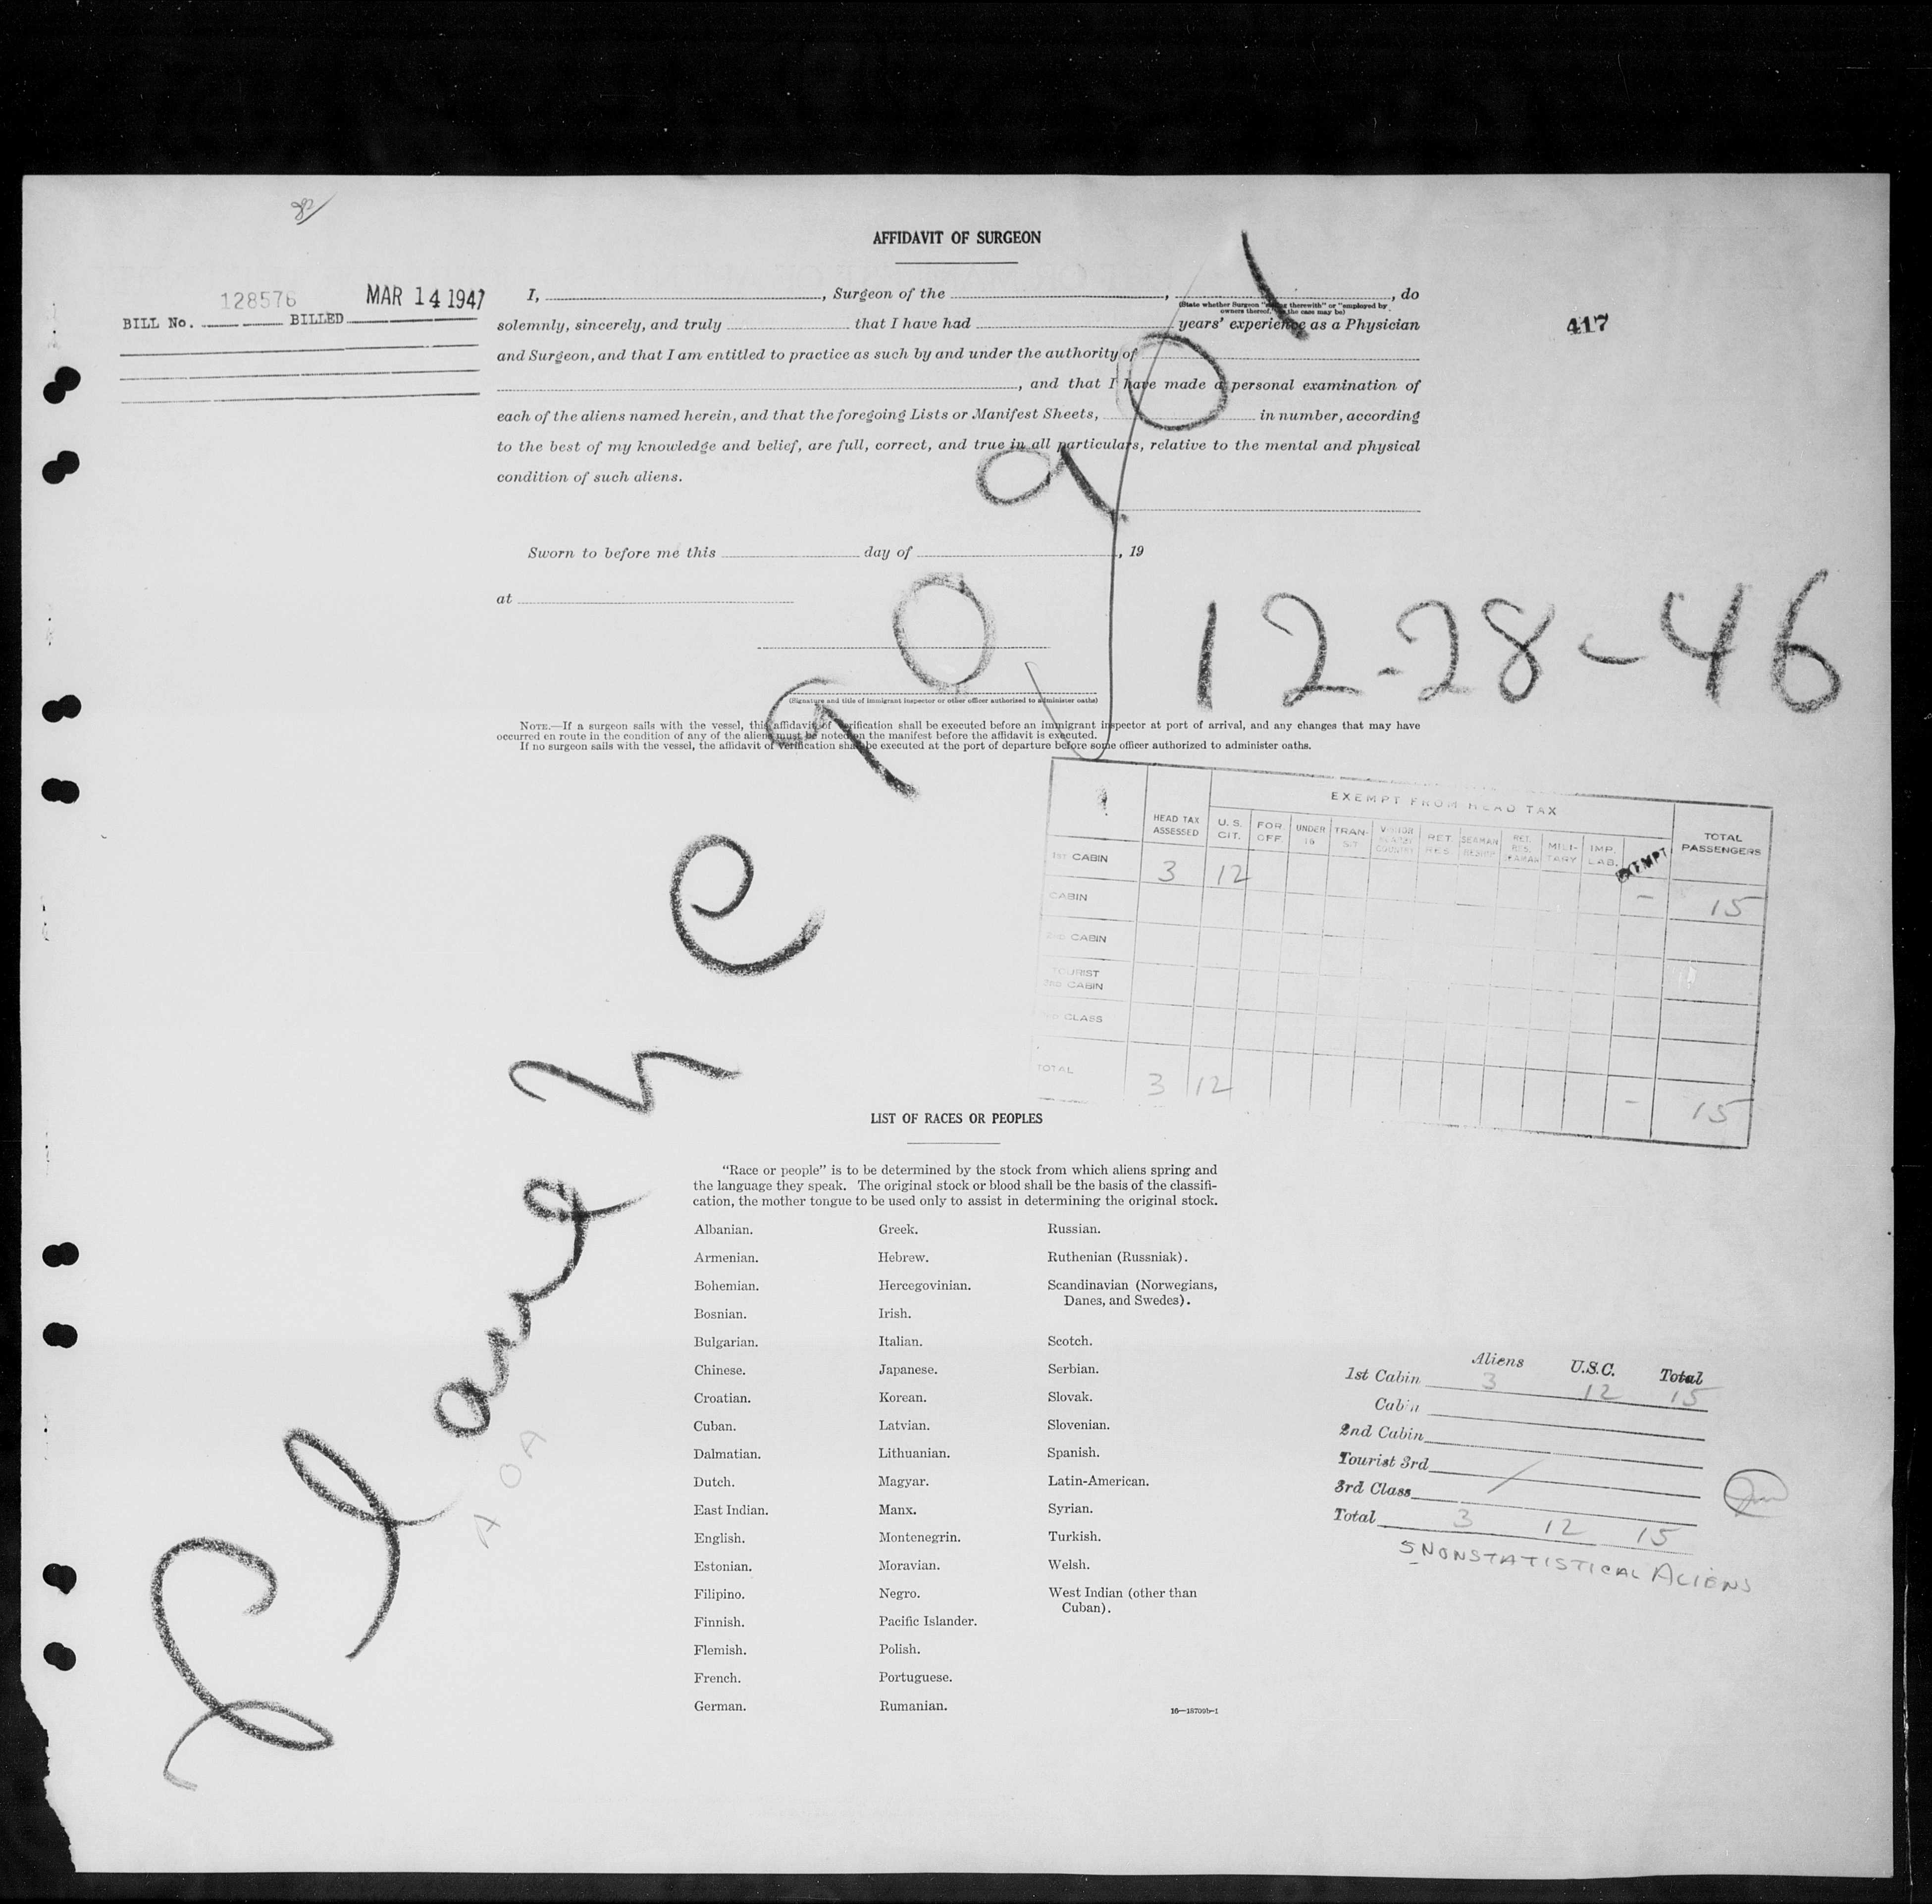 AFFIDAVIT OF SURGEON
128576 MAR 14 1947
BILL No. BILLED
417
I, , Surgeon of the , , do
(State whether Surgeon "sailing therewith" or "employed by
owners thereof," as the case may be)
solemnly, sincerely, and truly that I have had years' experience as a Physician
and Surgeon, and that I am entitled to practice as such by and under the authority of
, and that I have made a personal examination of
each of the aliens named herein, and that the foregoing Lists or Manifest Sheets, in number, according
to the best of my knowledge and belief, are full, correct, and true in all particulars, relative to the mental and physical
condition of such aliens.
Sworn to before me this day of , 19
at
12-28-46
(Signature and title of immigrant inspector or other officer authorized to administer oaths)
NOTE.—If a surgeon sails with the vessel, this affidavit of verification shall be executed before an immigrant inspector at port of arrival, and any changes that may have
occurred en route in the condition of any of the aliens must be noted on the manifest before the affidavit is executed.
If no surgeon sails with the vessel, the affidavit of verification shall be executed at the port of departure before some officer authorized to administer oaths.
EXEMPT FROM HEAD TAX
HEAD TAX ASSESSED U. S. CIT. FOR. OFF. UNDER 16 TRANSIT VISITOR COUNTRY RET. RES. SEAMAN RET. RES. SEAMAN MILITARY IMP. LAB. EXEMPT TOTAL PASSENGERS
1ST CABIN 3 12 - 15
CABIN
2ND CABIN
TOURIST
CABIN
CLASS
TOTAL 3 12 - 15
LIST OF RACES OR PEOPLES
"Race or people" is to be determined by the stock from which aliens spring and
the language they speak. The original stock or blood shall be the basis of the classifi-
cation, the mother tongue to be used only to assist in determining the original stock.
Albanian. Greek. Russian.
Armenian. Hebrew. Ruthenian (Russniak).
Bohemian. Hercegovinian. Scandinavian (Norwegians,
Danes, and Swedes).
Bosnian. Irish.
Bulgarian. Italian. Scotch.
Chinese. Japanese. Serbian.
Croatian. Korean. Slovak.
Cuban. Latvian. Slovenian.
Dalmatian. Lithuanian. Spanish.
Dutch. Magyar. Latin-American.
East Indian. Manx. Syrian.
English. Montenegrin. Turkish.
Estonian. Moravian. Welsh.
Filipino. Negro. West Indian (other than
Cuban).
Finnish. Pacific Islander.
Flemish. Polish.
French. Portuguese.
German. Rumanian.
16—18709b-1
Aliens U.S.C. Total
1st Cabin 3 12 15
Cabin
2nd Cabin
Tourist 3rd
3rd Class
Total 3 12 15
5 NONSTATISTICAL ALIENS
AOA